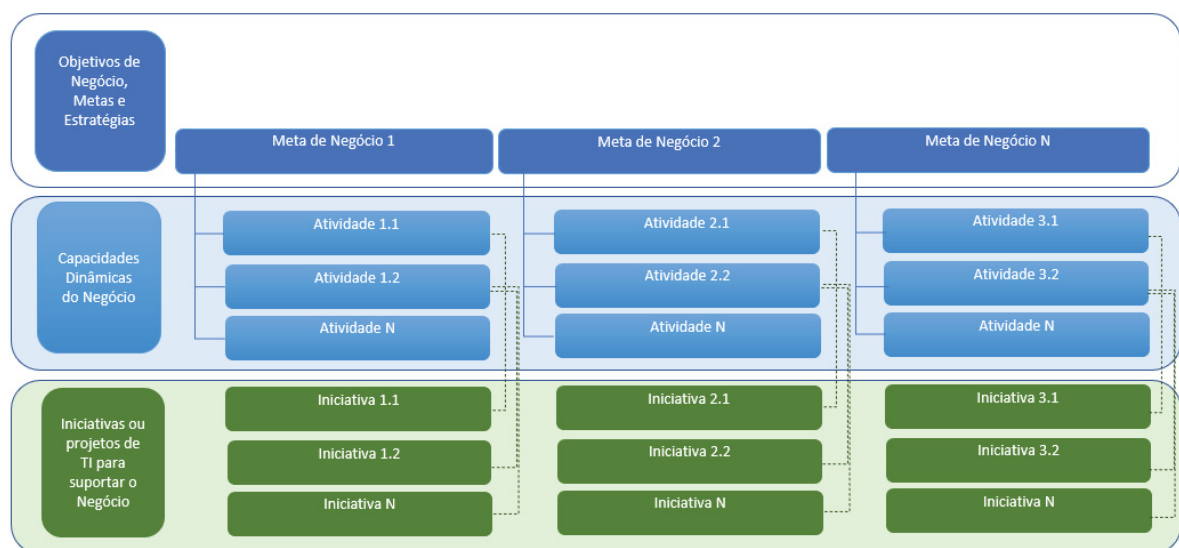 Objetivos de
Negócio,
Metas e
Estratégias
Meta de Negócio 1
Meta de Negócio 2
Meta de Negócio N
Capacidades
Dinâmicas
do Negócio
Atividade 1.1
Atividade 2.1
Atividade 3.1
Atividade 1.2
Atividade 2.2
Atividade 3.2
Atividade N
Atividade N
Atividade N
Iniciativas ou
projetos de
TI para
suportar o
Negócio
Iniciativa 1.1
Iniciativa 2.1
Iniciativa 3.1
Iniciativa 1.2
Iniciativa 2.2
Iniciativa 3.2
Iniciativa N
Iniciativa N
Iniciativa N